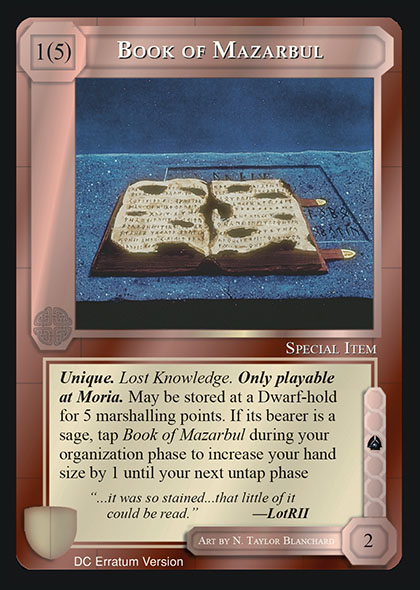 1(5)
BOOK OF MAZARBUL
SPECIAL ITEM
Unique. Lost Knowledge. Only playable
at Moria. May be stored at a Dwarf-hold
for 5 marshalling points. If its bearer is a
sage, tap Book of Mazarbul during your
organization phase to increase your hand
size by 1 until your next untap phase
“...it was so stained...that little of it
could be read.” —LotRII
ART BY N. TAYLOR BLANCHARD
2
DC Erratum Version